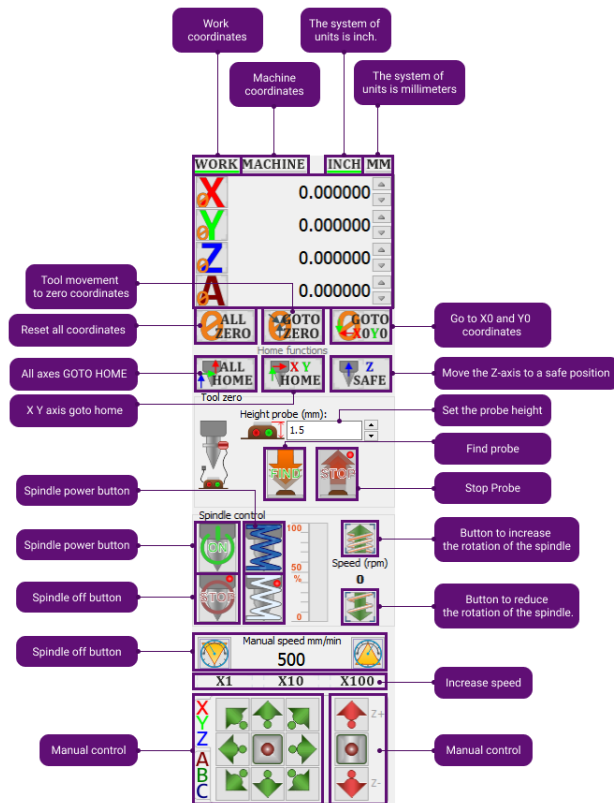 Work
coordinates
The system of
units is inch.
Machine
coordinates
The system of
units is millimeters
WORK MACHINE INCH MM
X 0.000000
Y 0.000000
Z 0.000000
A 0.000000
Tool movement
to zero coordinates
Reset all coordinates
ALL
ZERO
GOTO
ZERO
GOTO
X0Y0
Go to X0 and Y0
coordinates
Home functions
All axes GOTO HOME
ALL
HOME
X Y
HOME
Z
SAFE
Move the Z-axis to a safe position
X Y axis goto home
Tool zero
Height probe (mm):
1.5
Set the probe height
FIND
STOP
Find probe
Stop Probe
Spindle power button
Spindle control
Spindle power button
ON
100
50
%
0
Speed (rpm)
0
Button to increase
the rotation of the spindle
Spindle off button
STOP
Button to reduce
the rotation of the spindle.
Spindle off button
Manual speed mm/min
500
X1 X10 X100
Increase speed
X
Y
Z
A
B
C
Z+
Z-
Manual control
Manual control